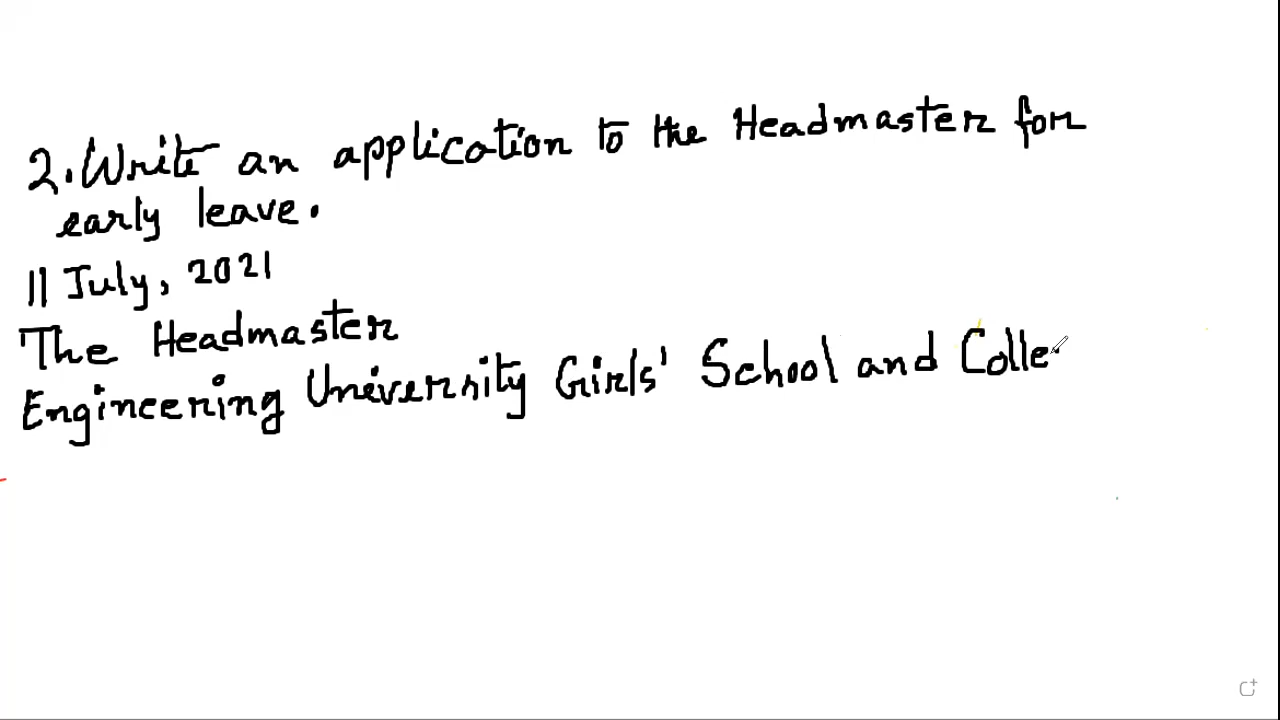 2. Write an application to the Headmaster for
early leave.
11 July, 2021
The Headmaster
Engineering University Girls' School and Colle